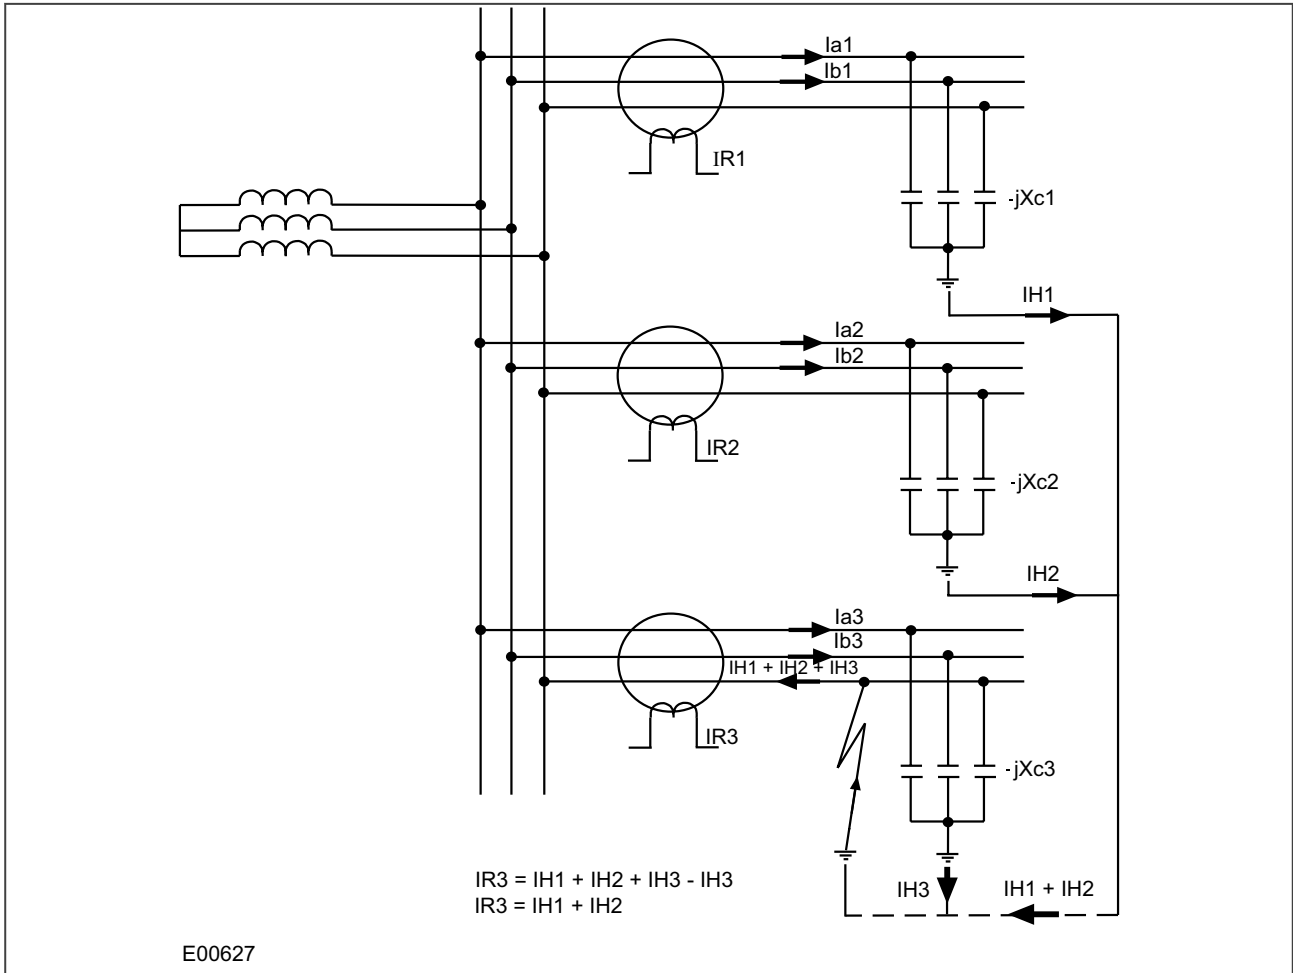 Ia1
Ib1
IR1
-jXc1
IH1
Ia2
Ib2
IR2
-jXc2
IH2
Ia3
Ib3
IH1 + IH2 + IH3
IR3
-jXc3
IR3 = IH1 + IH2 + IH3 - IH3
IR3 = IH1 + IH2
IH3
IH1 + IH2
E00627